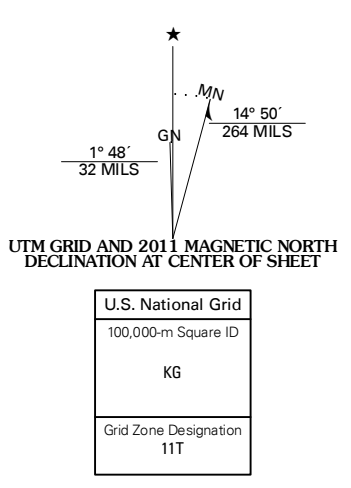 ★
MN
GN
14° 50´
264 MILS
1° 48´
32 MILS
UTM GRID AND 2011 MAGNETIC NORTH
DECLINATION AT CENTER OF SHEET
U.S. National Grid
100,000-m Square ID
KG
Grid Zone Designation
11T